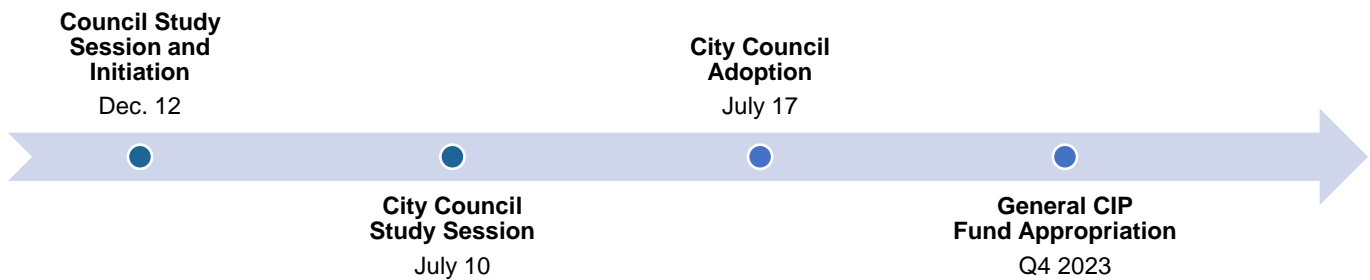 Council Study
Session and
Initiation
Dec. 12
City Council
Study Session
July 10
City Council
Adoption
July 17
General CIP
Fund Appropriation
Q4 2023